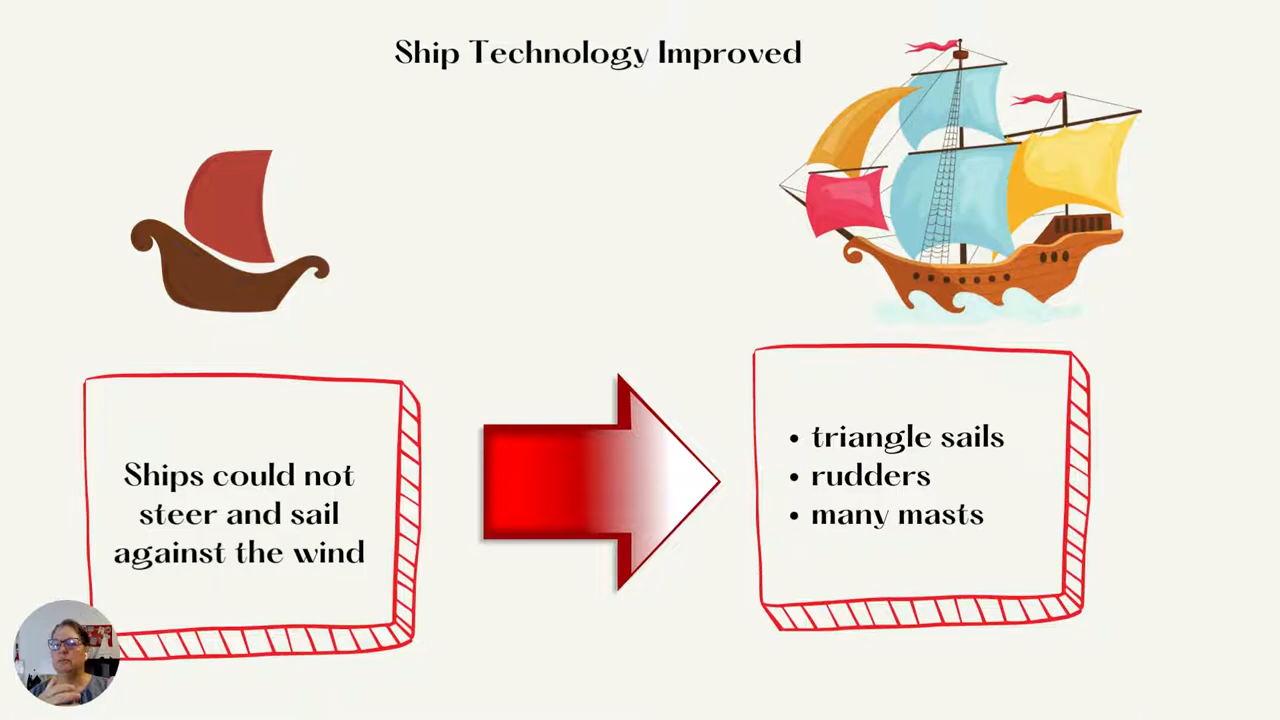 Ship Technology Improved
Ships could not
steer and sail
against the wind
• triangle sails
• rudders
• many masts